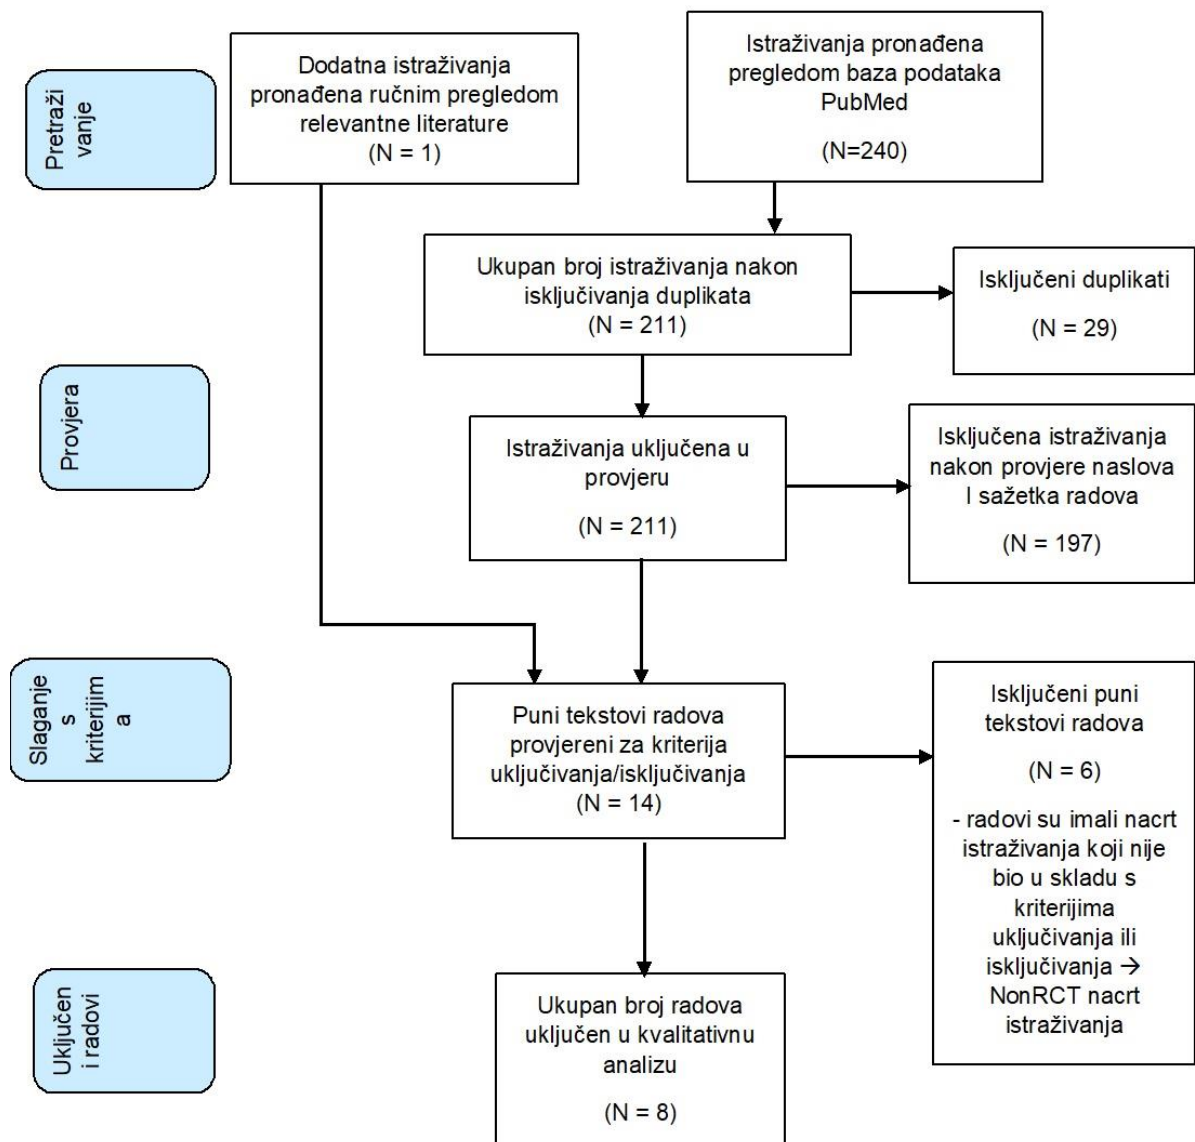 Pretraži
vanje
Dodatna istraživanja
pronađena ručnim pregledom
relevantne literature
(N = 1)
Istraživanja pronađena
pregledom baza podataka
PubMed
(N=240)
Ukupan broj istraživanja nakon
isključivanja duplikata
(N = 211)
Isključeni duplikati
(N = 29)
Provjera
Istraživanja uključena u
provjeru
(N = 211)
Isključena istraživanja
nakon provjere naslova
I sažetka radova
(N = 197)
Slaganje
s
kriterijim
a
Puni tekstovi radova
provjereni za kriterija
uključivanja/isključivanja
(N = 14)
Isključeni puni
tekstovi radova
(N = 6)
- radovi su imali nacrt
istraživanja koji nije
bio u skladu s
kriterijima
uključivanja ili
isključivanja →
NonRCT nacrt
istraživanja
Uključen
i radovi
Ukupan broj radova
uključen u kvalitativnu
analizu
(N = 8)